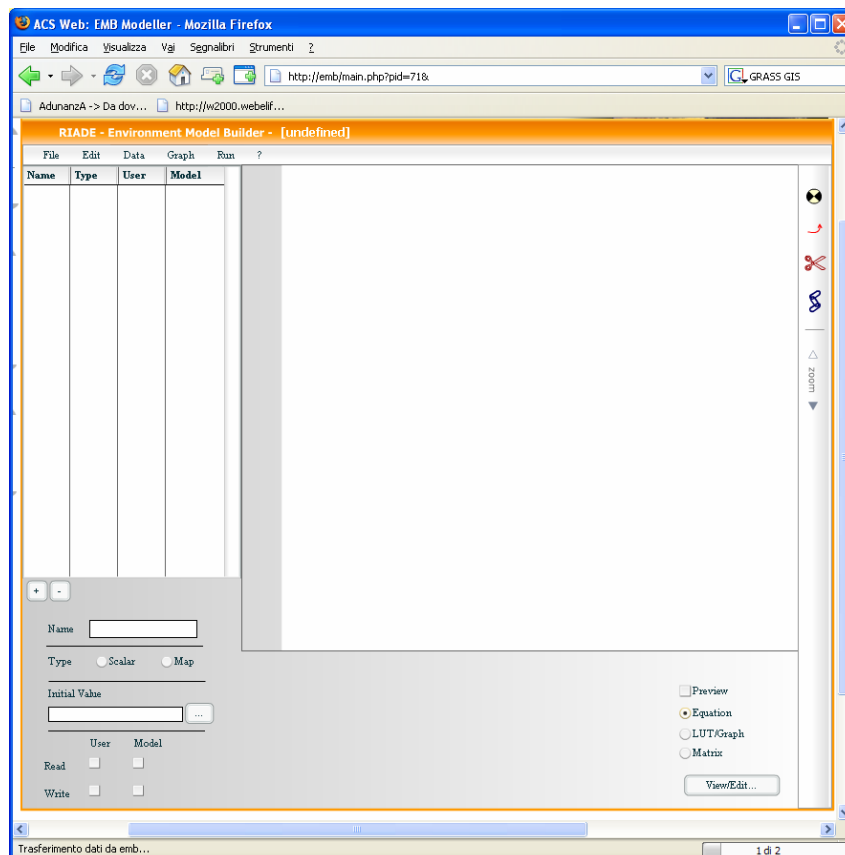 ACS Web: EMB Modeller - Mozilla Firefox
File Modifica Visualizza Vai Segnalibri Strumenti ?
http://emb/main.php?pid=718& G, GRASS GIS
AdunanzA -> Da dov... http://w2000.webelif...
RIADE - Environment Model Builder - [undefined]
File Edit Data Graph Run ?
Name Type User Model
zoom
+ -
Name
Type Scalar Map
Initial Value
...
User Model
Read
Write
Preview
Equation
LUT/Graph
Matrix
View/Edit...
Trasferimento dati da emb...
1 di 2